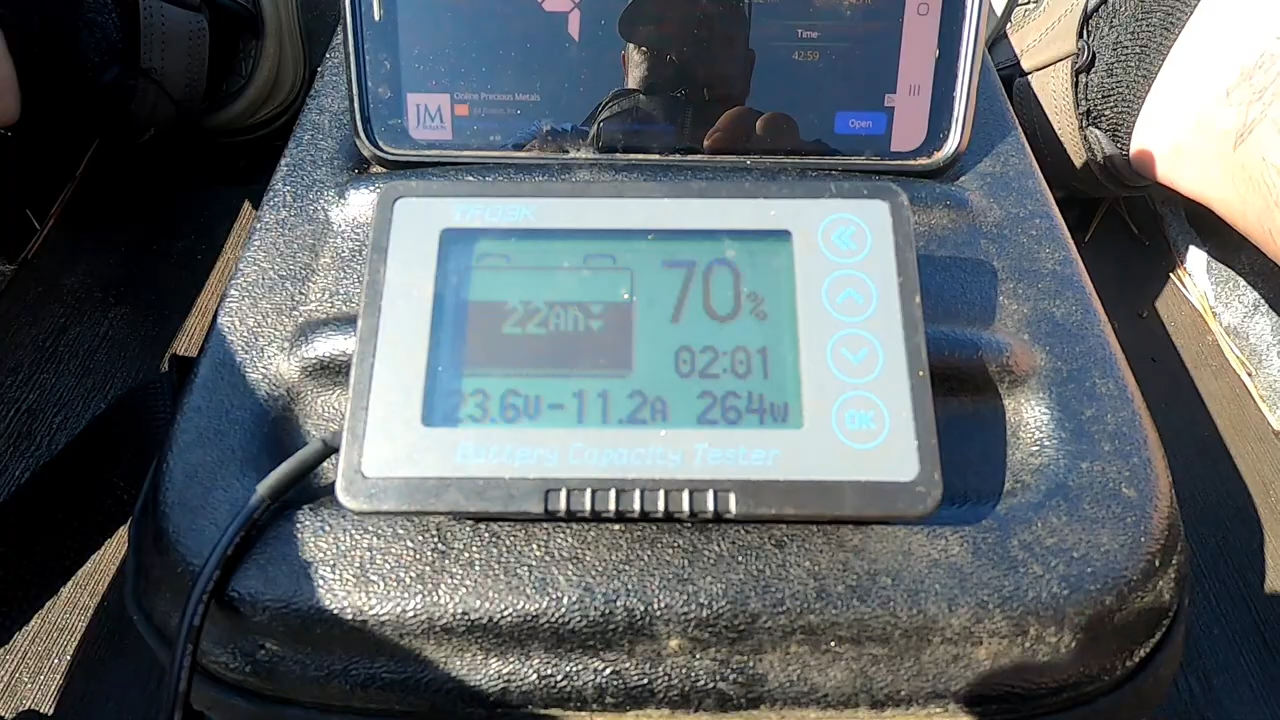 Time
42:59
Online Precious Metals
JM
Open
TF03K
70%
22Ah
02:01
23.6V-11.2A 264W
OK
Battery Capacity Tester